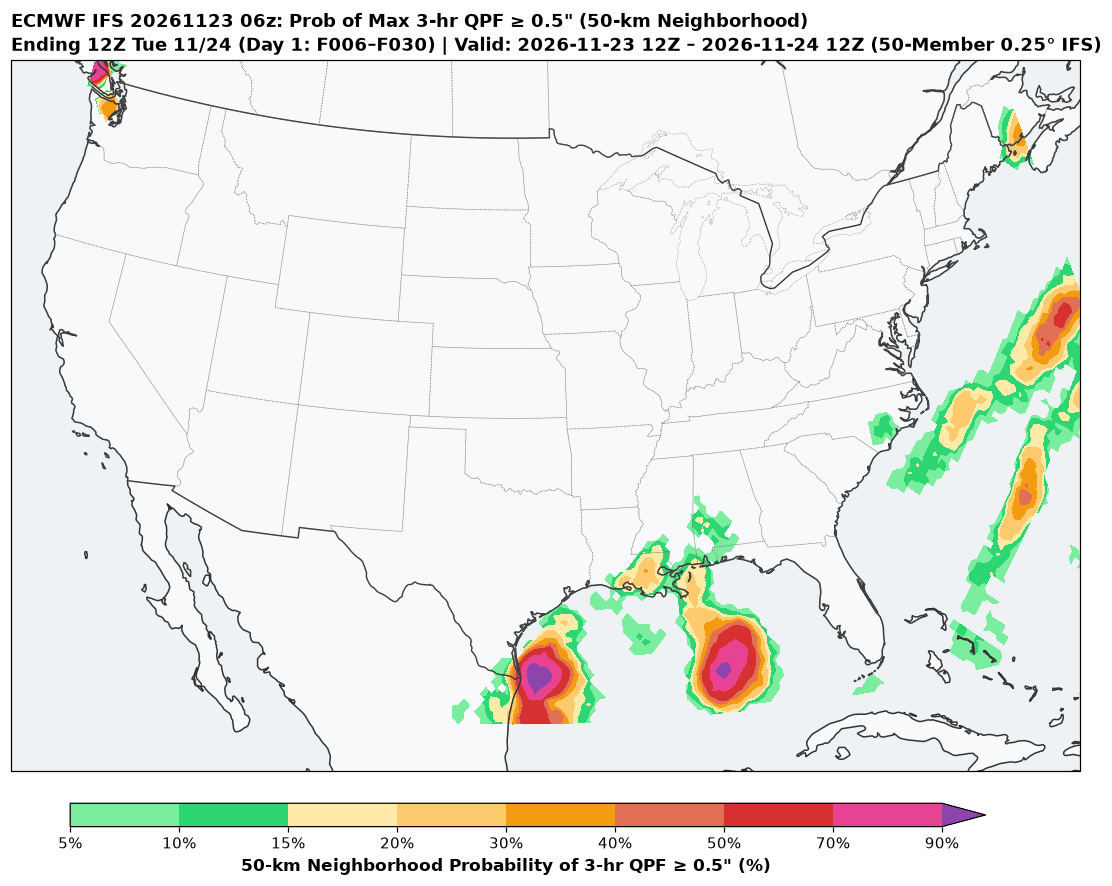 ECMWF IFS 20261123 06z: Prob of Max 3-hr QPF ≥ 0.5" (50-km Neighborhood)
Ending 12Z Tue 11/24 (Day 1: F006–F030) | Valid: 2026-11-23 12Z – 2026-11-24 12Z (50-Member 0.25° IFS)
5% 10% 15% 20% 30% 40% 50% 70% 90%
50-km Neighborhood Probability of 3-hr QPF ≥ 0.5" (%)